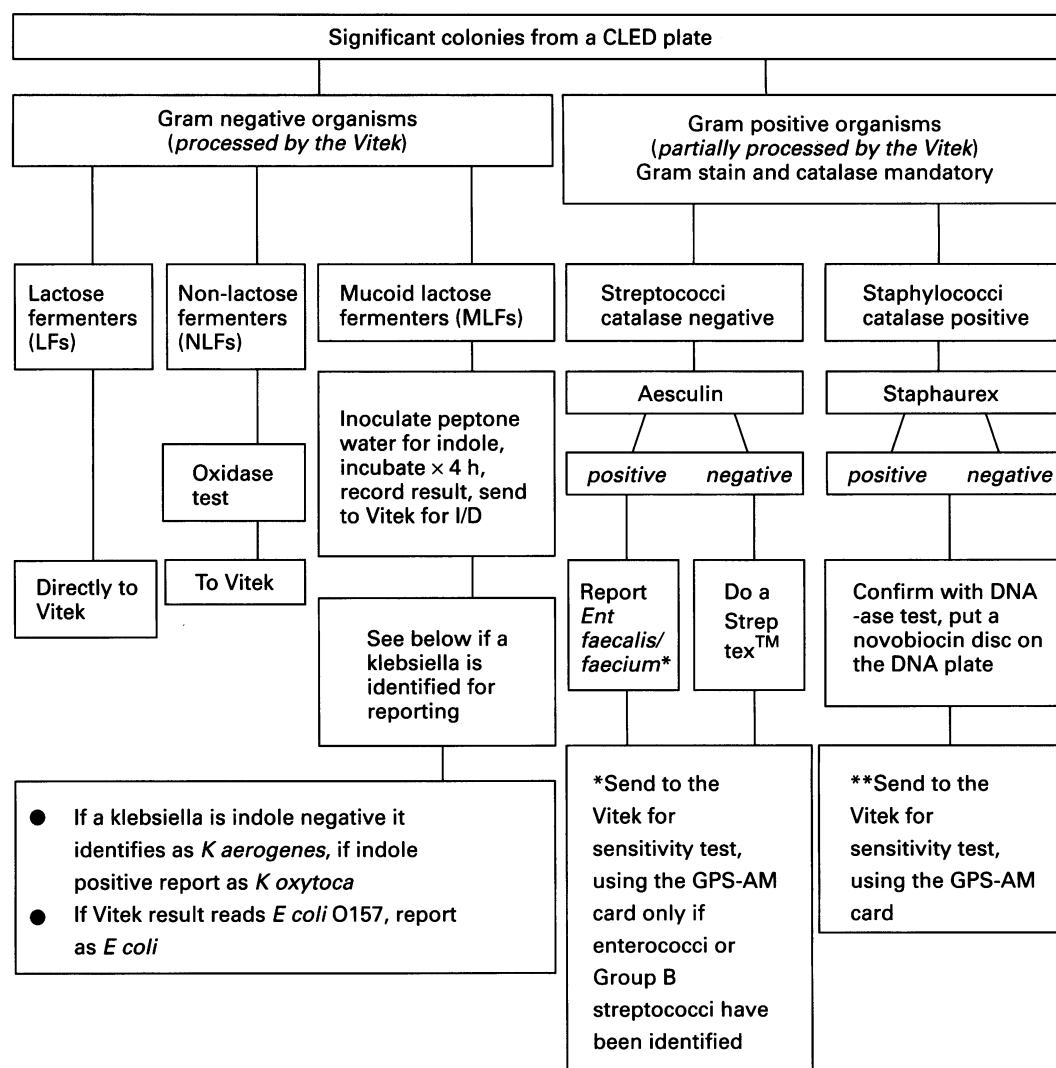 Significant colonies from a CLED plate
Gram negative organisms
(processed by the Vitek)
Gram positive organisms
(partially processed by the Vitek)
Gram stain and catalase mandatory
Lactose
fermenters
(LFs)
Non-lactose
fermenters
(NLFs)
Mucoid lactose
fermenters (MLFs)
Streptococci
catalase negative
Staphylococci
catalase positive
Oxidase
test
Inoculate peptone
water for indole,
incubate × 4 h,
record result, send
to Vitek for I/D
Aesculin
Staphaurex
positive negative
positive negative
Directly to
Vitek
To Vitek
See below if a
klebsiella is
identified for
reporting
Report
Ent
faecalis/
faecium*
Do a
Strep
tex™
Confirm with DNA
-ase test, put a
novobiocin disc on
the DNA plate
● If a klebsiella is indole negative it
identifies as K aerogenes, if indole
positive report as K oxytoca
● If Vitek result reads E coli O157, report
as E coli
*Send to the
Vitek for
sensitivity test,
using the GPS-AM
card only if
enterococci or
Group B
streptococci have
been identified
**Send to the
Vitek for
sensitivity test,
using the GPS-AM
card